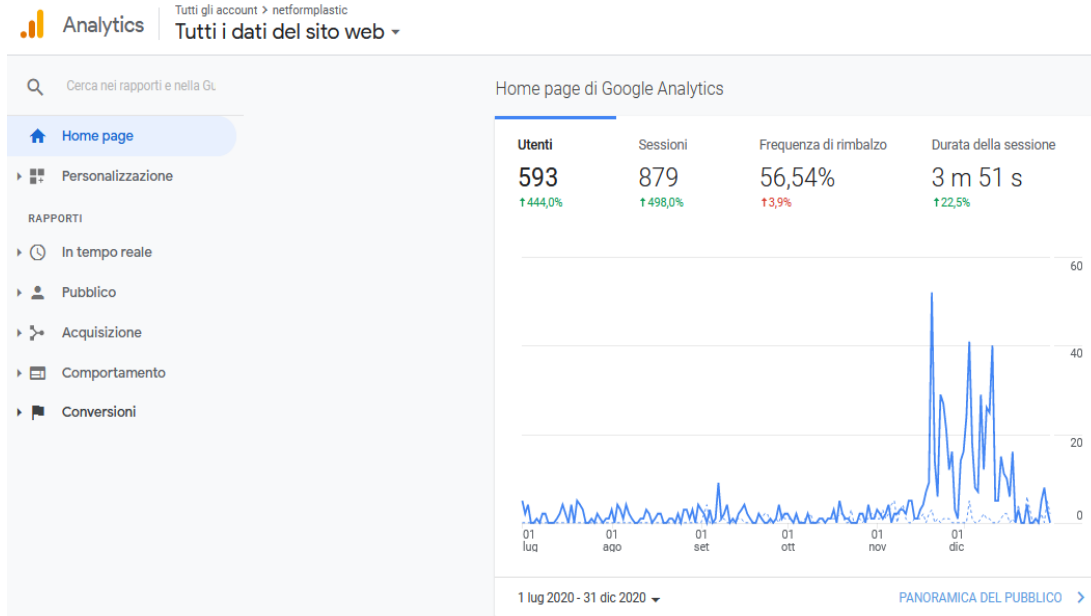 Analytics
Tutti gli account > netformplastic
Tutti i dati del sito web
Cerca nei rapporti e nella Gu
Home page
Personalizzazione
RAPPORTI
In tempo reale
Pubblico
Acquisizione
Comportamento
Conversioni
Home page di Google Analytics
Utenti
593
↑444,0%
Sessioni
879
↑498,0%
Frequenza di rimbalzo
56,54%
↑3,9%
Durata della sessione
3 m 51 s
↑22,5%
60
40
20
0
01 lug
01 ago
01 set
01 ott
01 nov
01 dic
1 lug 2020 - 31 dic 2020
PANORAMICA DEL PUBBLICO >